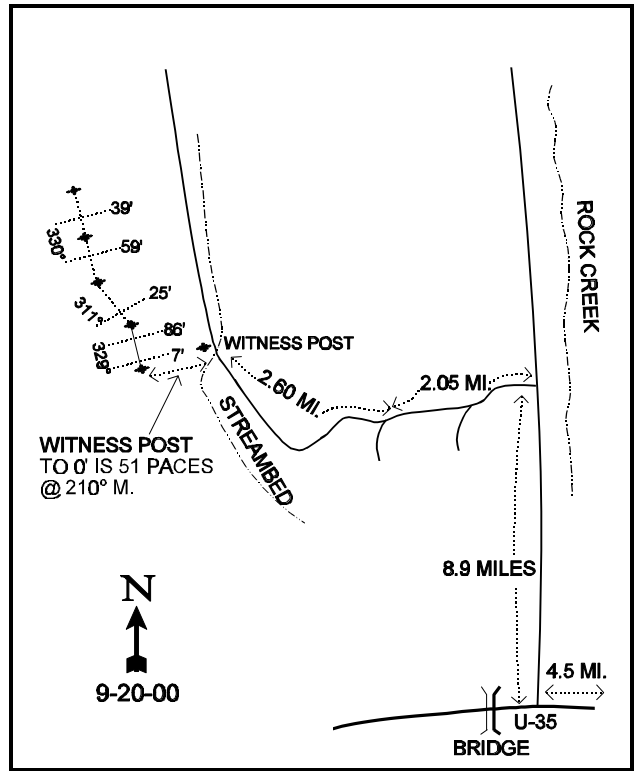 39'
330°
59'
ROCK CREEK
25'
311°
86'
329°
7'
WITNESS POST
2.60 MI.
2.05 MI.
STREAMBED
WITNESS POST
TO 0' IS 51 PACES
@ 210° M.
8.9 MILES
N
9-20-00
4.5 MI.
U-35
BRIDGE